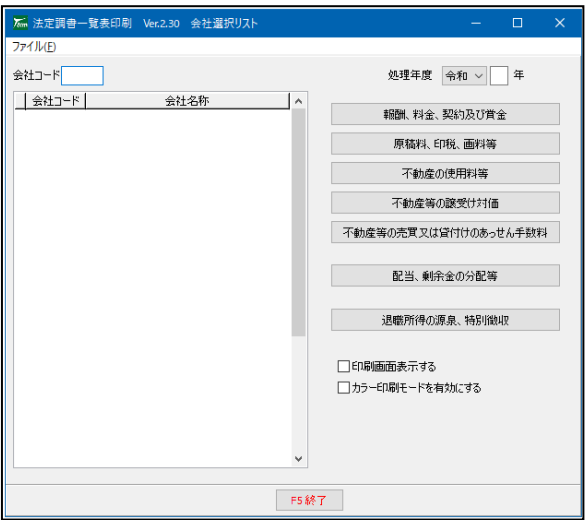 法定調書一覧表印刷 Ver.2.30 会社選択リスト
ファイル(F)
会社コード
処理年度 令和 年
会社コード 会社名称
報酬、料金、契約及び賞金
原稿料、印税、画料等
不動産の使用料等
不動産等の譲受け対価
不動産等の売買又は貸付けのあっせん手数料
配当、剰余金の分配等
退職所得の源泉、特別徴収
印刷画面表示する
カラー印刷モードを有効にする
F5 終了